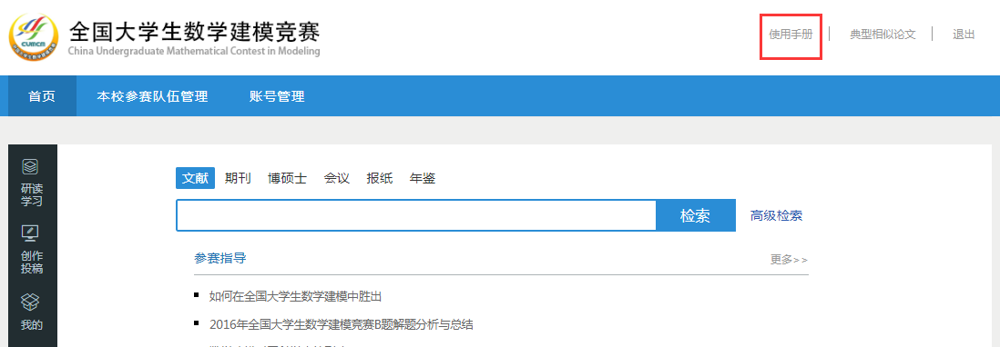 全国大学生数学建模竞赛
China Undergraduate Mathematical Contest in Modeling
CUMCM
使用手册 典型相似论文 退出
首页 本校参赛队伍管理 账号管理
文献 期刊 博硕士 会议 报纸 年鉴
研读
学习
检索 高级检索
创作
投稿
参赛指导 更多>>
如何在全国大学生数学建模中胜出
我的
2016年全国大学生数学建模竞赛B题解题分析与总结